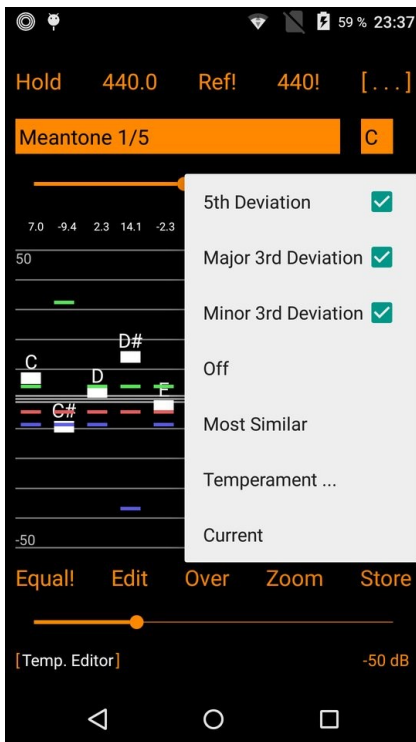 59 % 23:37
Hold 440.0 Ref! 440! [...]
Meantone 1/5 C
7.0 -9.4 2.3 14.1 -2.3
5th Deviation
50
Major 3rd Deviation
Minor 3rd Deviation
D#
C
D
F
Off
C#
Most Similar
Temperament ...
-50
Current
Equal! Edit Over Zoom Store
[Temp. Editor] -50 dB